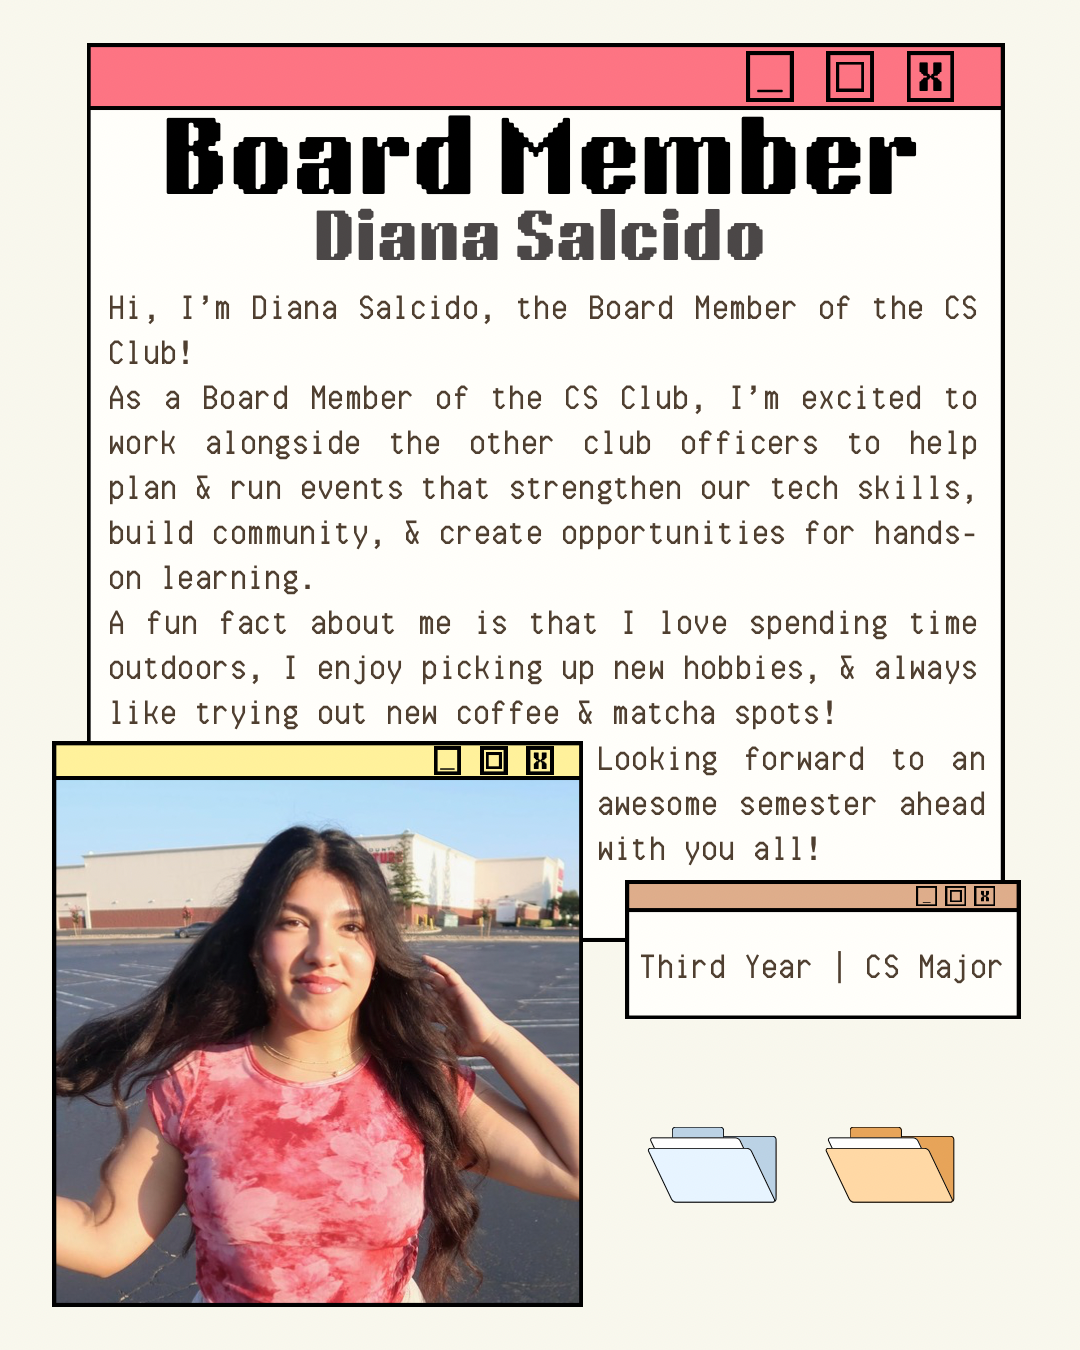 Board Member
Diana Salcido
Hi, I’m Diana Salcido, the Board Member of the CS
Club!
As a Board Member of the CS Club, I’m excited to
work alongside the other club officers to help
plan & run events that strengthen our tech skills,
build community, & create opportunities for hands-
on learning.
A fun fact about me is that I love spending time
outdoors, I enjoy picking up new hobbies, & always
like trying out new coffee & matcha spots!
Looking forward to an
awesome semester ahead
with you all!
Third Year | CS Major